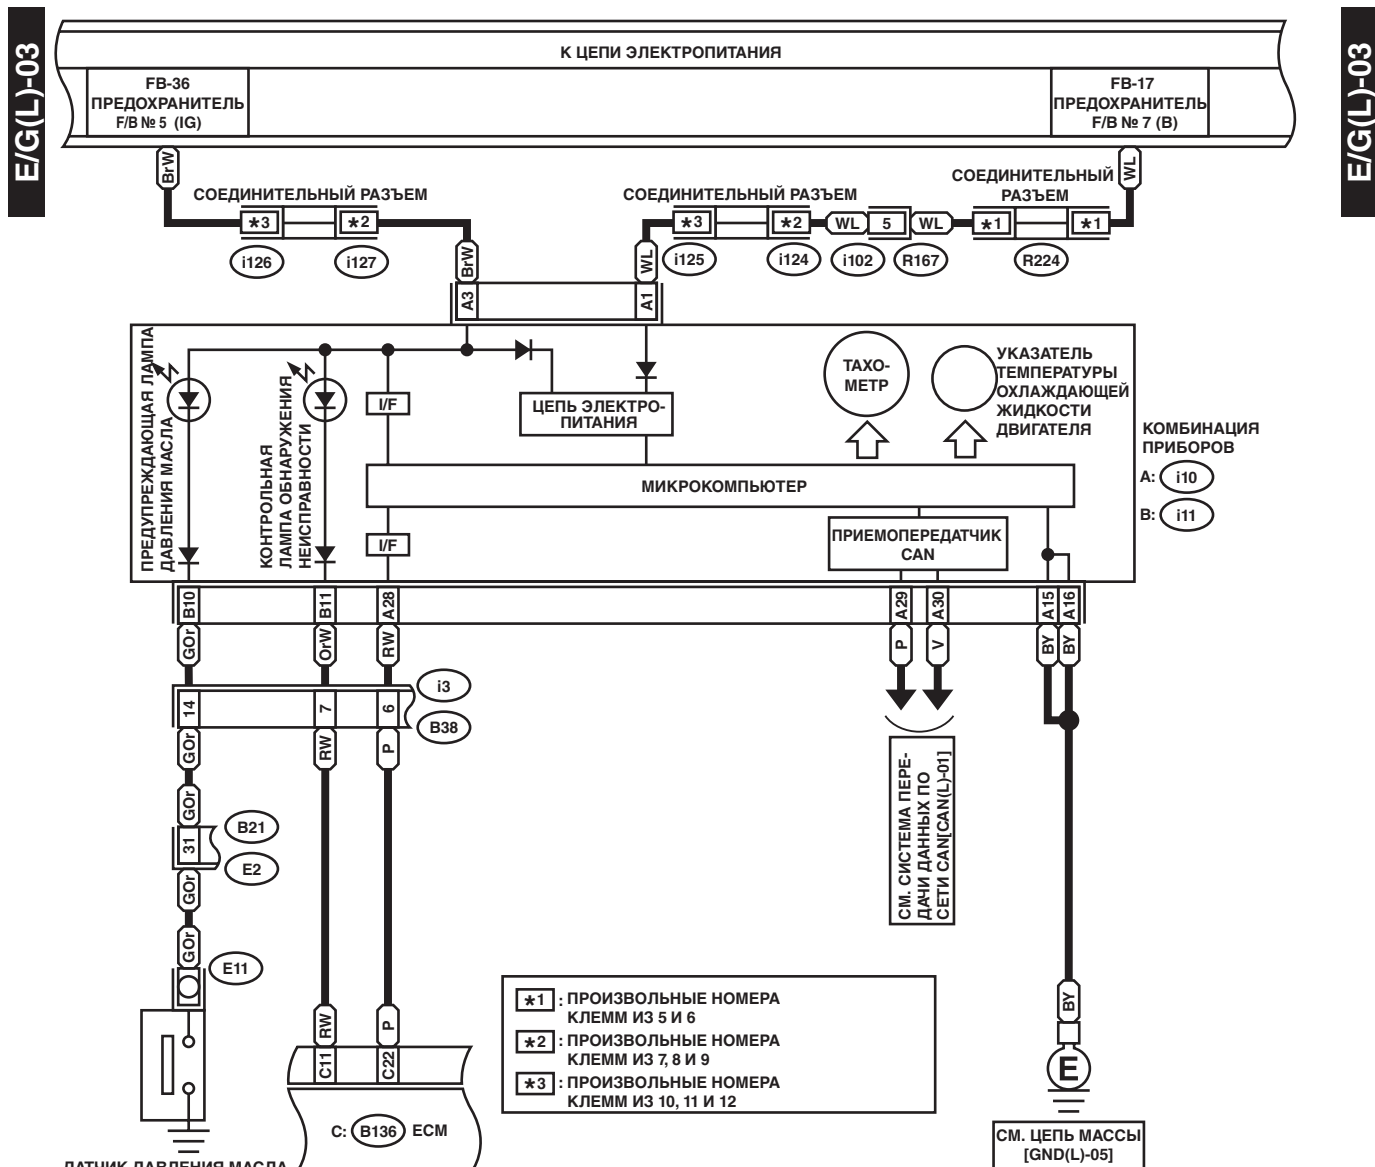 E/G(L)-03
E/G(L)-03
К ЦЕПИ ЭЛЕКТРОПИТАНИЯ
FB-36
ПРЕДОХРАНИТЕЛЬ
F/B № 5 (IG)
FB-17
ПРЕДОХРАНИТЕЛЬ
F/B № 7 (B)
BrW
WL
СОЕДИНИТЕЛЬНЫЙ РАЗЪЕМ
СОЕДИНИТЕЛЬНЫЙ РАЗЪЕМ
СОЕДИНИТЕЛЬНЫЙ
РАЗЪЕМ
*3
*2
*3
*2
WL
5
WL
*1
*1
i126
i127
BrW
WL
i125
i124
i102
R167
R224
A3
A1
ПРЕДУПРЕЖДАЮЩАЯ ЛАМПА
ДАВЛЕНИЯ МАСЛА
КОНТРОЛЬНАЯ
ЛАМПА ОБНАРУЖЕНИЯ
НЕИСПРАВНОСТИ
I/F
ЦЕПЬ ЭЛЕКТРО-
ПИТАНИЯ
ТАХО-
МЕТР
УКАЗАТЕЛЬ
ТЕМПЕРАТУРЫ
ОХЛАЖДАЮЩЕЙ
ЖИДКОСТИ
ДВИГАТЕЛЯ
КОМБИНАЦИЯ
ПРИБОРОВ
A: i10
B: i11
МИКРОКОМПЬЮТЕР
I/F
ПРИЕМОПЕРЕДАТЧИК
CAN
B10
B11
A28
A29
A30
A15
A16
GOr
OrW
RW
P
V
BY
BY
i3
14
7
6
B38
GOr
RW
P
СМ. СИСТЕМА ПЕРЕ-
ДАЧИ ДАННЫХ ПО
СЕТИ CAN[CAN(L)-01]
GOr
B21
31
E2
GOr
GOr
E11
RW
P
BY
C11
C22
*1 : ПРОИЗВОЛЬНЫЕ НОМЕРА
КЛЕММ ИЗ 5 И 6
*2 : ПРОИЗВОЛЬНЫЕ НОМЕРА
КЛЕММ ИЗ 7, 8 И 9
*3 : ПРОИЗВОЛЬНЫЕ НОМЕРА
КЛЕММ ИЗ 10, 11 И 12
E
C: B136 ECM
СМ. ЦЕПЬ МАССЫ
[GND(L)-05]
ДАТЧИК ДАВЛЕНИЯ МАСЛА